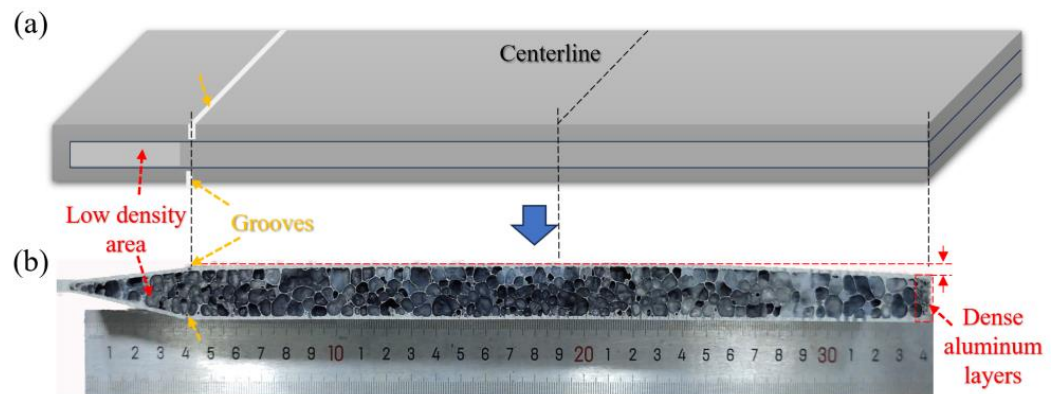 (a)
Centerline
Low density
area
Grooves
(b)
Dense
aluminum
layers
1 2 3 4 5 6 7 8 9 10 1 2 3 4 5 6 7 8 9 20 1 2 3 4 5 6 7 8 9 30 1 2 3 4